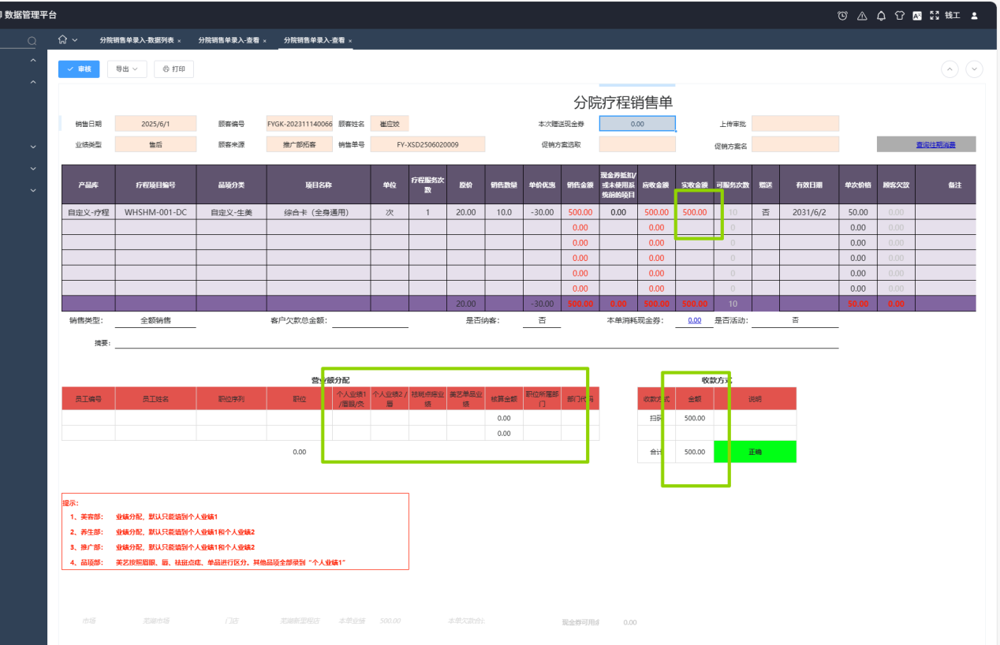 数据管理平台 钱工
分院销售单录入-数据列表 × 分院销售单录入-查看 × 分院销售单录入-查看 ×
审核 导出 打印
分院疗程销售单
销售日期 2025/6/1 顾客编号 FYGK-202311140066 顾客姓名 崔应姣 本次赠送现金券 0.00 上传审批
业绩类型 售后 顾客来源 推广部拓客 销售单号 FY-XSD2506020009 促销方案选取 促销方案名 查询往期消费
产品库 疗程项目编号 品项分类 项目名称 单位 疗程服务次数 原价 销售数量 单价优惠 销售金额 现金券抵扣/或未使用系统前的项目 应收金额 实收金额 可服务次数 赠送 有效日期 单次价格 顾客欠款 备注
自定义-疗程 WHSHM-001-DC 自定义-生美 综合卡（全身通用） 次 1 20.00 10.0 -30.00 500.00 0.00 500.00 500.00 10 否 2031/6/2 50.00 0.00
0.00 0.00 0 0.00 0.00
0.00 0.00 0 0.00 0.00
0.00 0.00 0 0.00 0.00
0.00 0.00 0 0.00 0.00
0.00 0.00 0 0.00 0.00
20.00 -30.00 500.00 0.00 500.00 500.00 10 50.00 0.00
销售类型： 全额销售 客户欠款总金额： 是否纳客： 否 本单消耗现金券： 0.00 是否活动： 否
摘要：
营业额分配 收款方式
员工编号 员工姓名 职位序列 职位 个人业绩1/眉眼/灸 个人业绩2/唇 祛斑点痣业绩 美艺单品业绩 核算金额 职位所属部门 部门代码 收款方式 金额 说明
0.00 扫码 500.00
0.00
0.00 合计 500.00 正确
提示：
1、美容部： 业绩分配，默认只能填到个人业绩1
2、养生部： 业绩分配，默认只能填到个人业绩1和个人业绩2
3、推广部： 业绩分配，默认只能填到个人业绩1和个人业绩2
4、品项部： 美艺按照眉眼、唇、祛斑点痣、单品进行区分。其他品项全部录到“个人业绩1”
市场 芜湖市场 门店 芜湖新里程店 本单业绩 500.00 本单欠款合计 现金券可用余 0.00